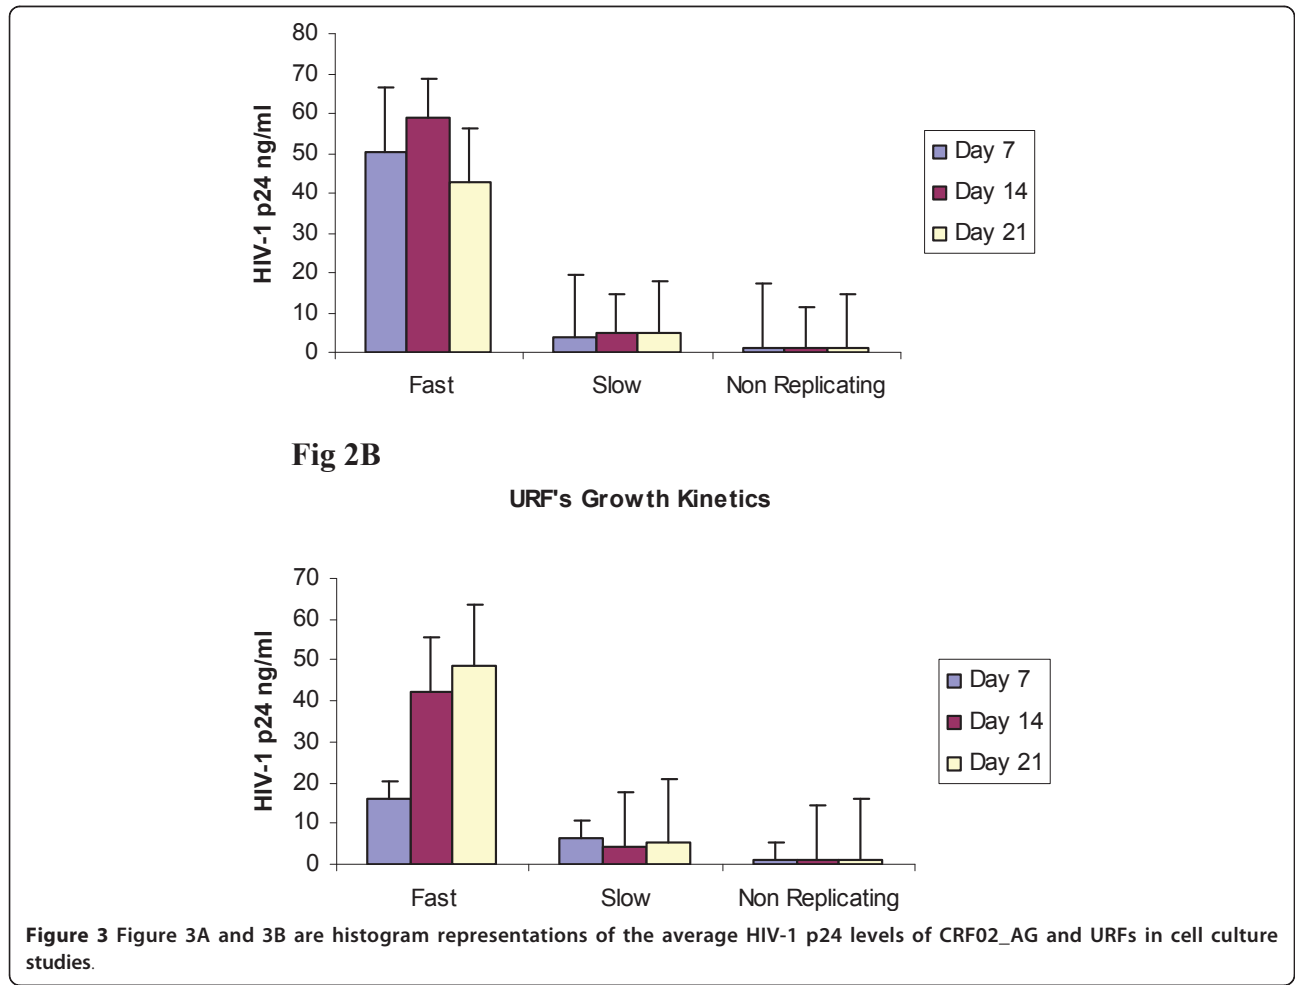 80
70
60
50
40
30
20
10
0
HIV-1 p24 ng/ml
Fast Slow Non Replicating
Day 7
Day 14
Day 21
Fig 2B
URF's Growth Kinetics
70
60
50
40
30
20
10
0
HIV-1 p24 ng/ml
Fast Slow Non Replicating
Day 7
Day 14
Day 21
Figure 3 Figure 3A and 3B are histogram representations of the average HIV-1 p24 levels of CRF02_AG and URFs in cell culture
studies.